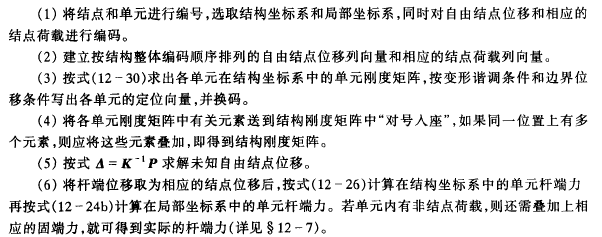 (1) 将结点和单元进行编号,选取结构坐标系和局部坐标系,同时对自由结点位移和相应的
结点荷载进行编码。
(2) 建立按结构整体编码顺序排列的自由结点位移列向量和相应的结点荷载列向量。
(3) 按式(12-30)求出各单元在结构坐标系中的单元刚度矩阵,按变形谐调条件和边界位
移条件写出各单元的定位向量,并换码。
(4) 将各单元刚度矩阵中有关元素送到结构刚度矩阵中“对号入座”,如果同一位置上有多
个元素,则应将这些元素叠加,即得到结构刚度矩阵。
(5) 按式 Δ = K⁻¹P 求解未知自由结点位移。
(6) 将杆端位移取为相应的结点位移后,按式(12-26)计算在结构坐标系中的单元杆端力
再按式(12-24b)计算在局部坐标系中的单元杆端力。若单元内有非结点荷载,则还需叠加上相
应的固端力,就可得到实际的杆端力(详见§12-7)。